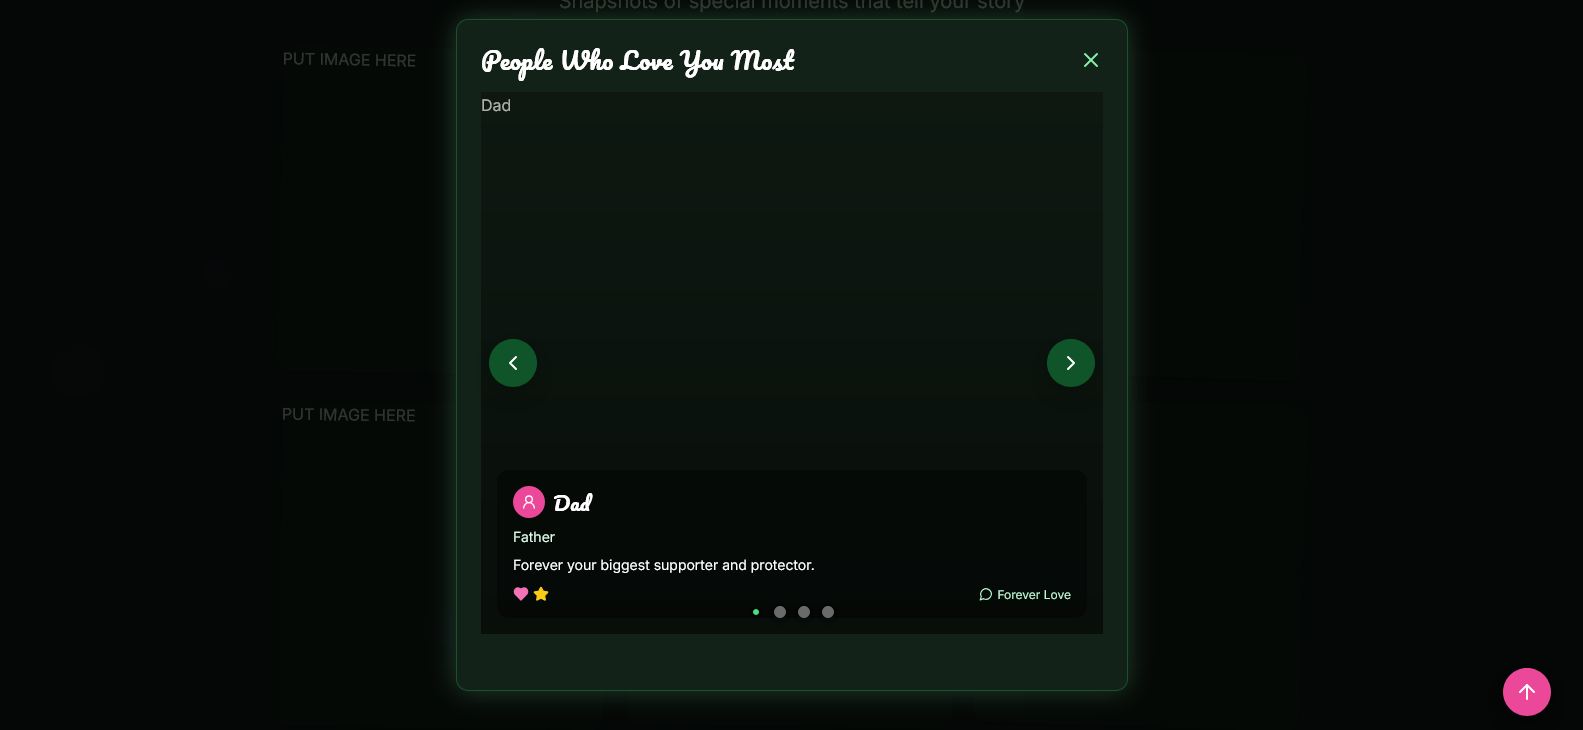 Snapshots of special moments that tell your story
PUT IMAGE HERE
People Who Love You Most
Dad
PUT IMAGE HERE
Dad
Father
Forever your biggest supporter and protector.
Forever Love